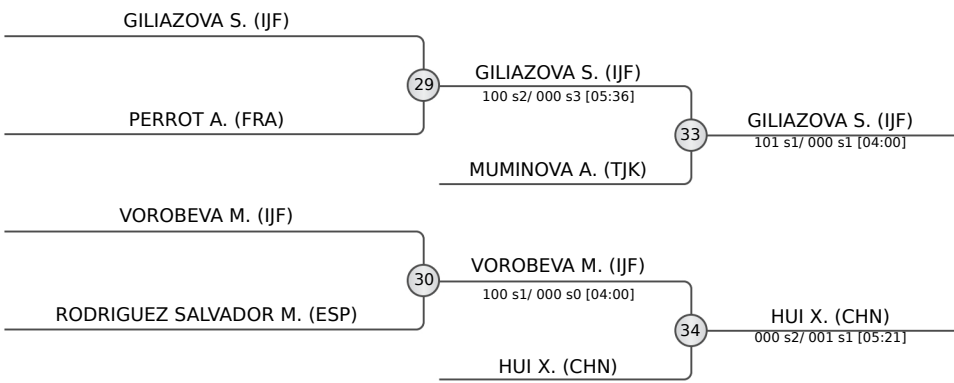 GILIAZOVA S. (IJF)
29
GILIAZOVA S. (IJF)
100 s2/ 000 s3 [05:36]
PERROT A. (FRA)
33
GILIAZOVA S. (IJF)
101 s1/ 000 s1 [04:00]
MUMINOVA A. (TJK)
VOROBEVA M. (IJF)
30
VOROBEVA M. (IJF)
100 s1/ 000 s0 [04:00]
RODRIGUEZ SALVADOR M. (ESP)
34
HUI X. (CHN)
000 s2/ 001 s1 [05:21]
HUI X. (CHN)